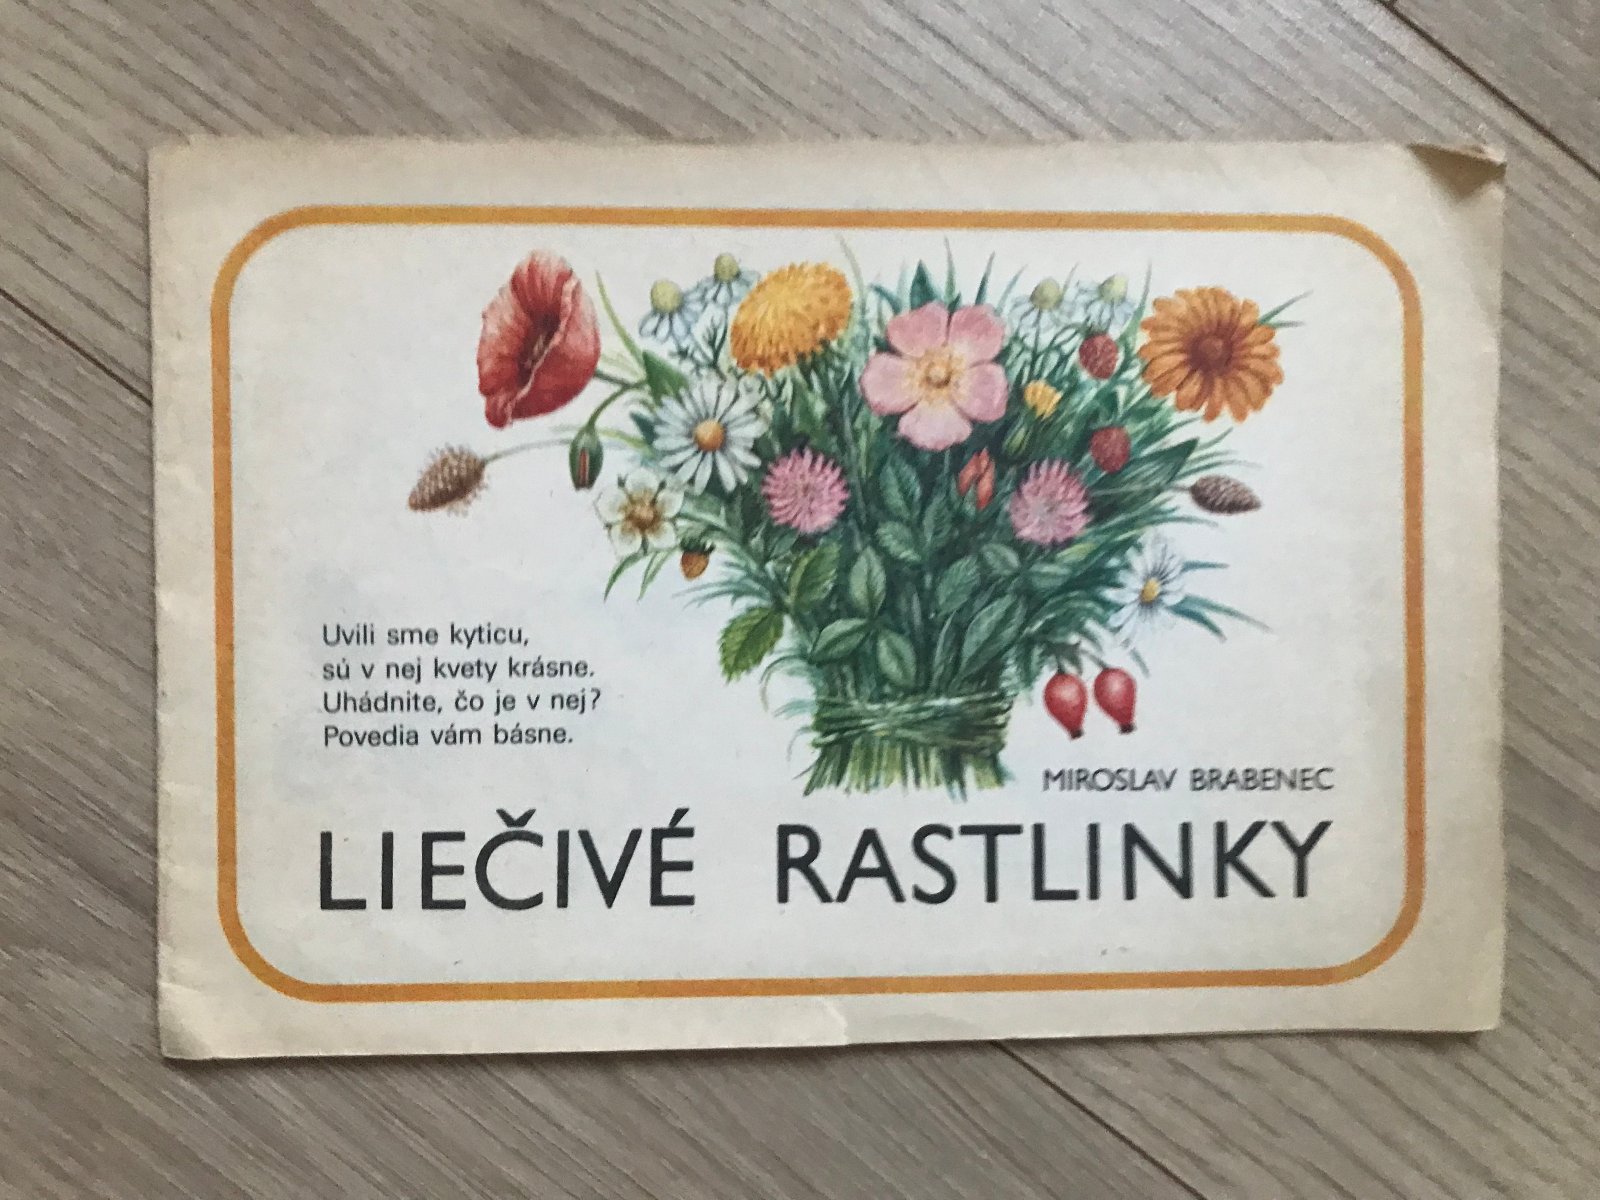 Uvili sme kyticu,
sú v nej kvety krásne.
Uhádnite, čo je v nej?
Povedia vám básne.
MIROSLAV BRABENEC
LIEČIVÉ RASTLINKY